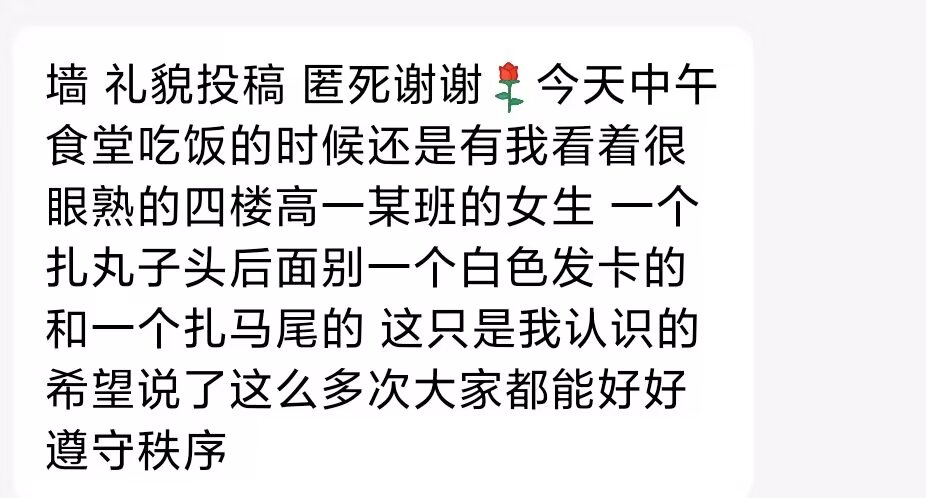 墙 礼貌投稿 匿死谢谢🌹今天中午
食堂吃饭的时候还是有我看着很
眼熟的四楼高一某班的女生 一个
扎丸子头后面别一个白色发卡的
和一个扎马尾的 这只是我认识的
希望说了这么多次大家都能好好
遵守秩序